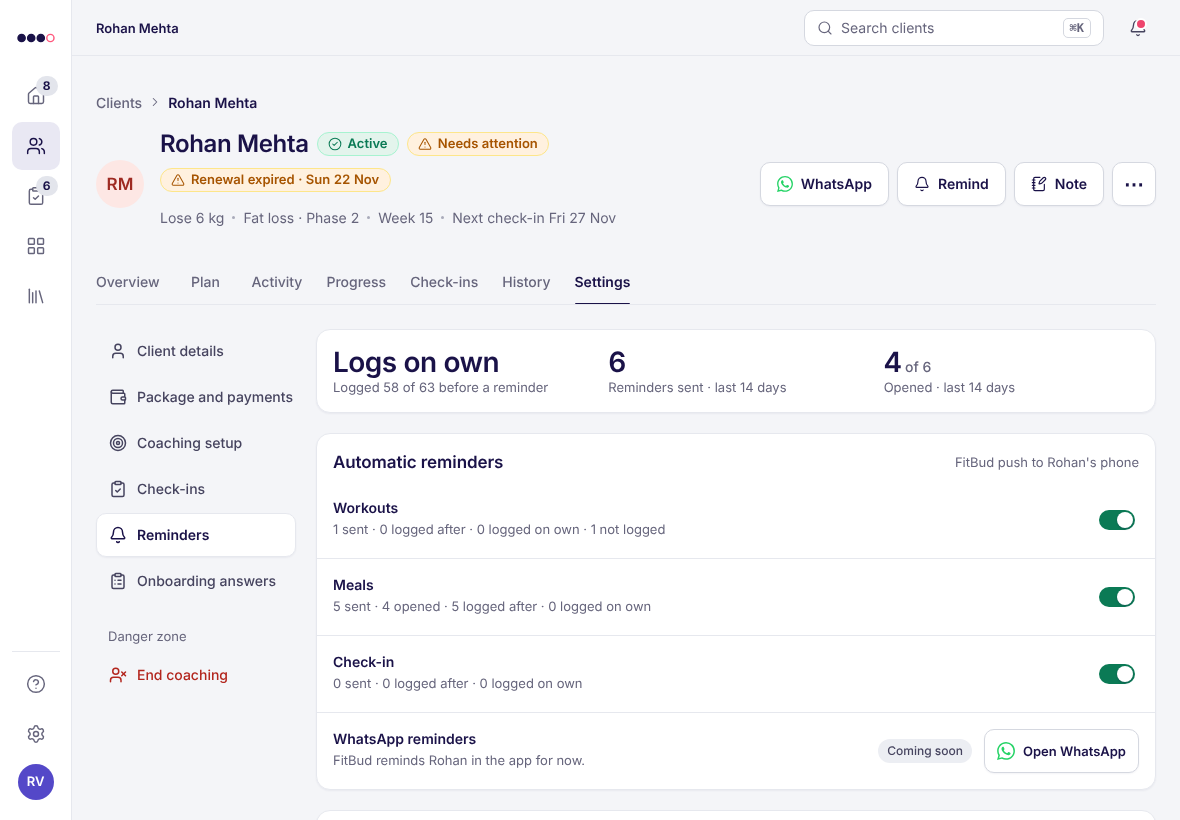 Rohan Mehta
Search clients
⌘K
8
6
Clients
Rohan Mehta
RM
Rohan Mehta
Active
Needs attention
Renewal expired · Sun 22 Nov
Lose 6 kg • Fat loss · Phase 2 • Week 15 • Next check-in Fri 27 Nov
WhatsApp
Remind
Note
Overview
Plan
Activity
Progress
Check-ins
History
Settings
Client details
Package and payments
Coaching setup
Check-ins
Reminders
Onboarding answers
Danger zone
End coaching
Logs on own
Logged 58 of 63 before a reminder
6
Reminders sent · last 14 days
4 of 6
Opened · last 14 days
Automatic reminders
FitBud push to Rohan's phone
Workouts
1 sent · 0 logged after · 0 logged on own · 1 not logged
Meals
5 sent · 4 opened · 5 logged after · 0 logged on own
Check-in
0 sent · 0 logged after · 0 logged on own
WhatsApp reminders
FitBud reminds Rohan in the app for now.
Coming soon
Open WhatsApp
RV